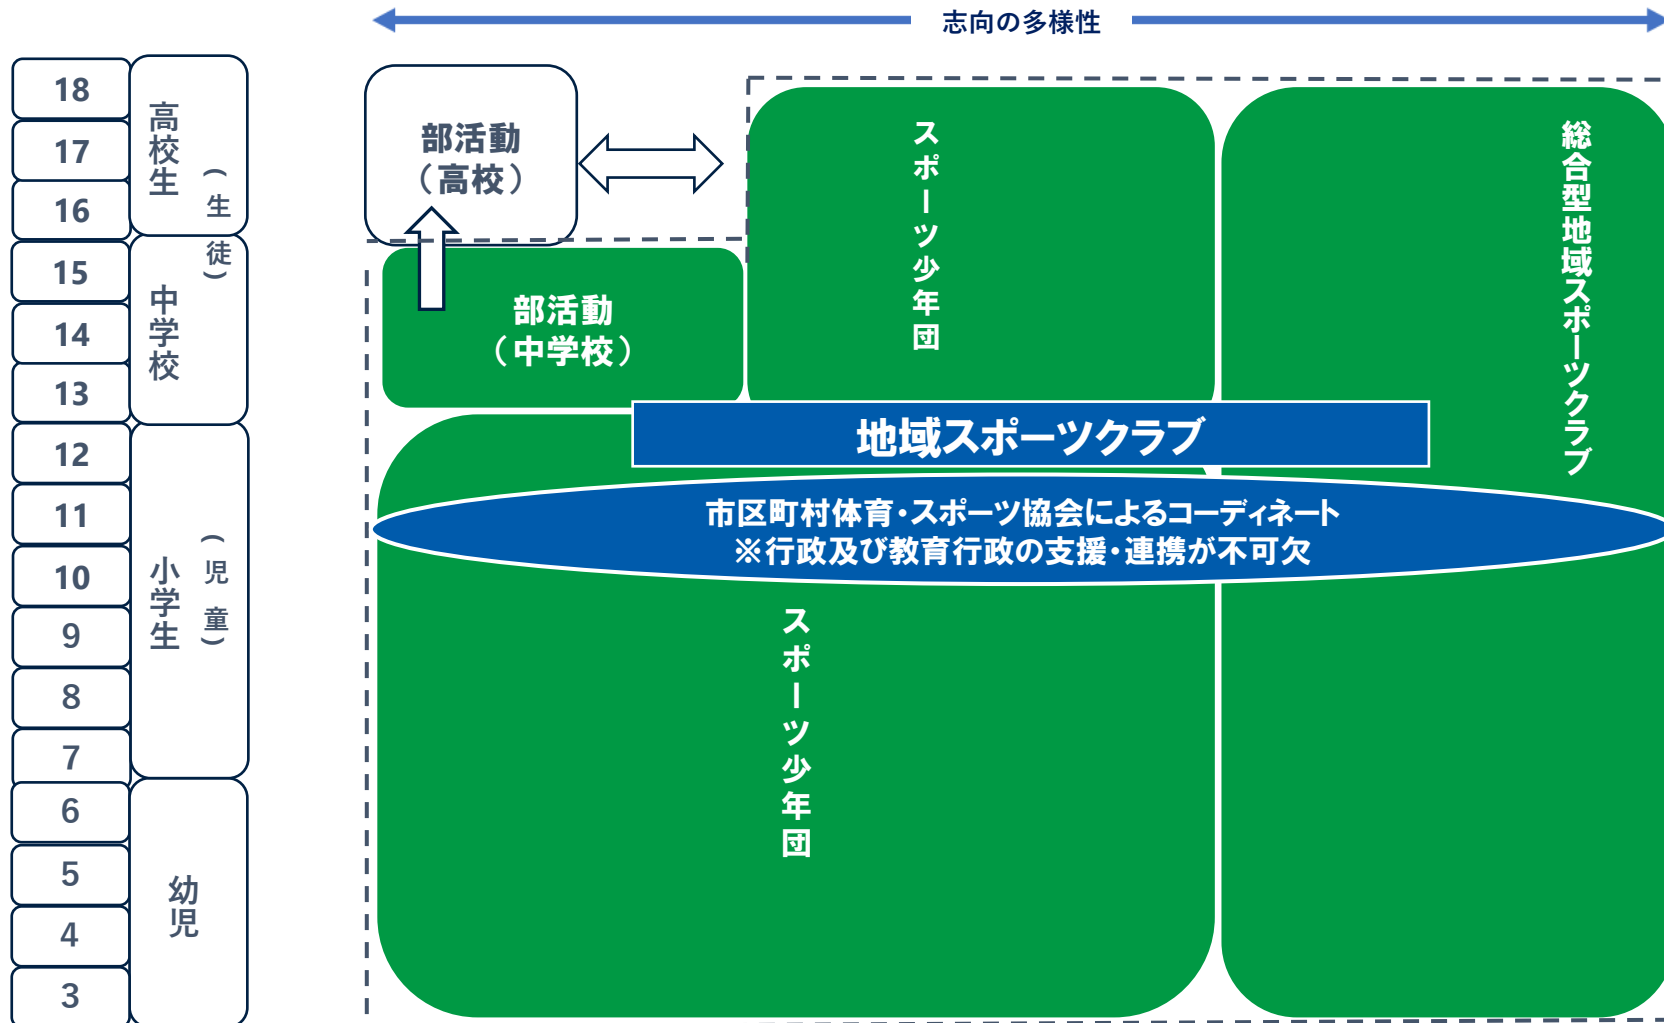 志向の多様性
18
17
16
15
14
13
12
11
10
9
8
7
6
5
4
3
高校生
中学校
(生徒)
小学生
(児童)
幼児
部活動
(高校)
部活動
(中学校)
スポーツ少年団
総合型地域スポーツクラブ
地域スポーツクラブ
市区町村体育・スポーツ協会によるコーディネート
※行政及び教育行政の支援・連携が不可欠
スポーツ少年団